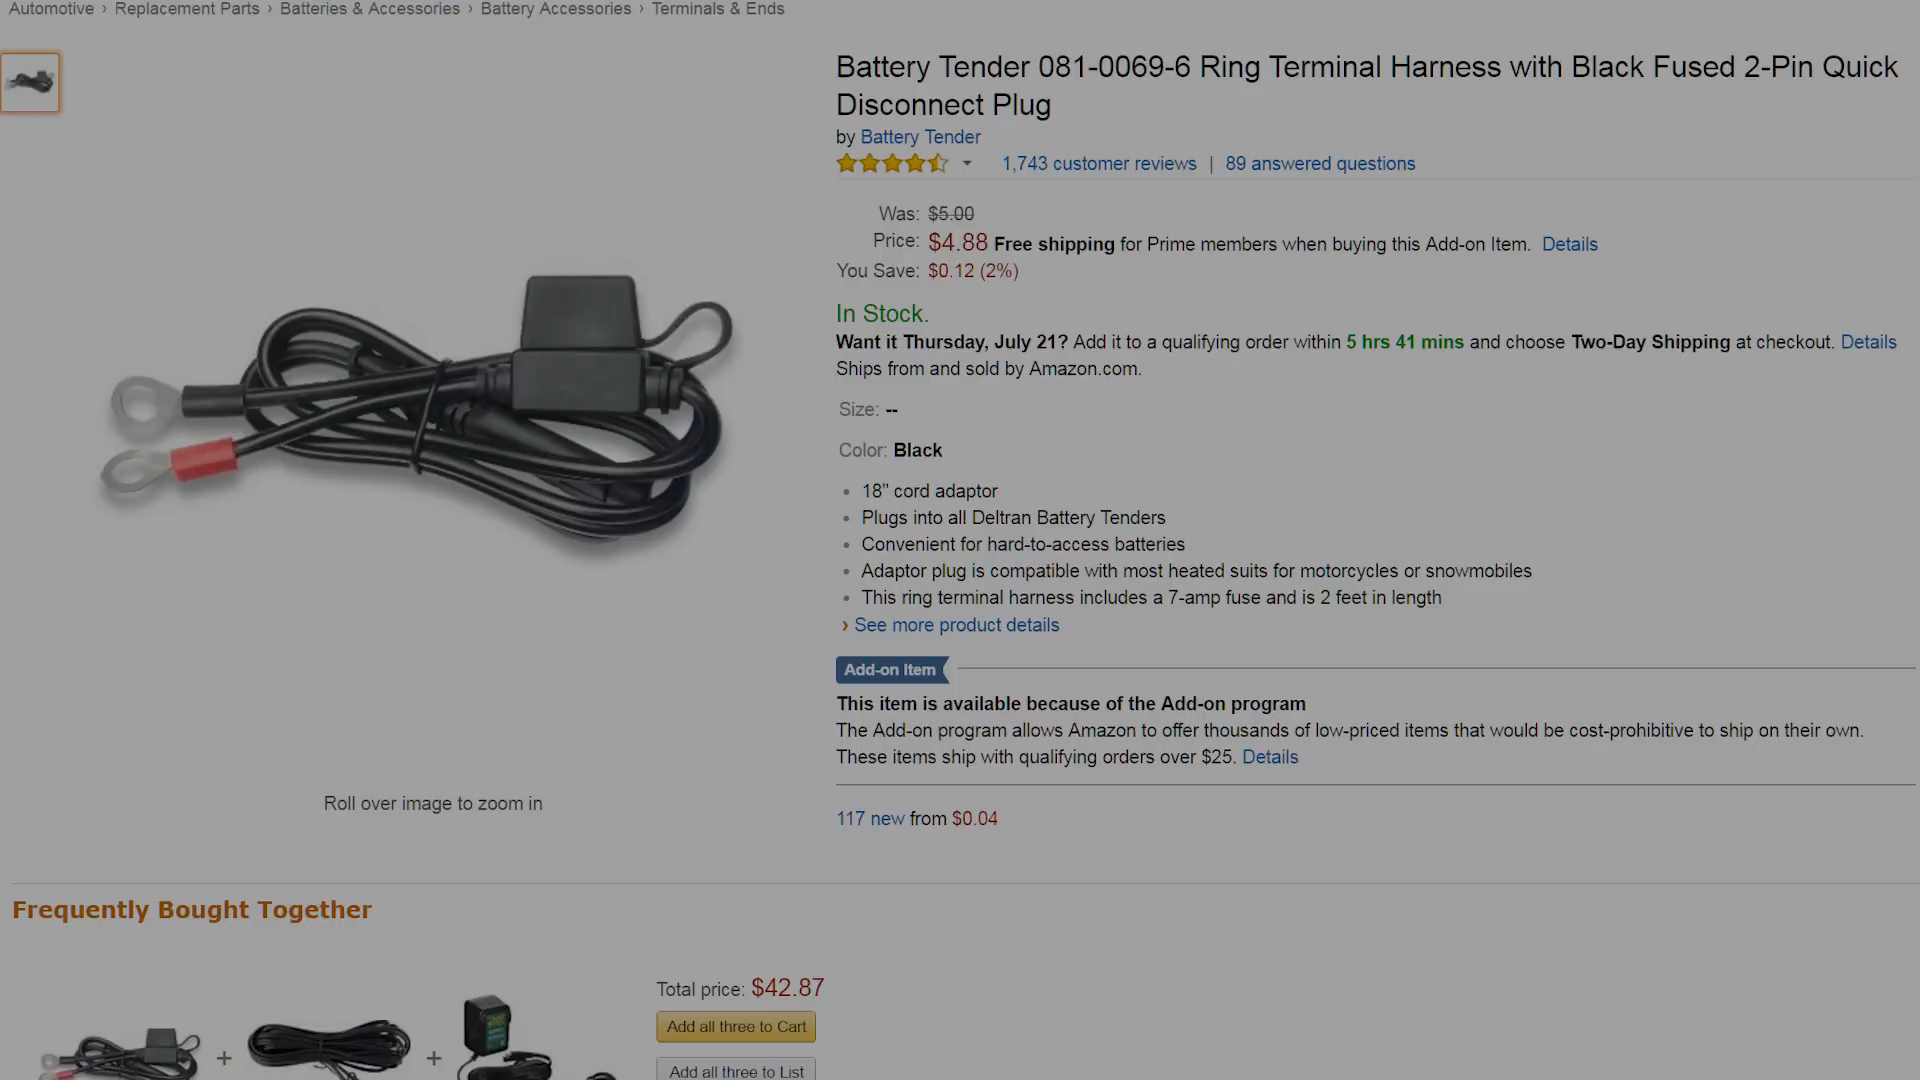 Automotive › Replacement Parts › Batteries & Accessories › Battery Accessories › Terminals & Ends
Battery Tender 081-0069-6 Ring Terminal Harness with Black Fused 2-Pin Quick
Disconnect Plug
by Battery Tender
1,743 customer reviews | 89 answered questions
Was: $5.00
Price: $4.88 Free shipping for Prime members when buying this Add-on Item. Details
You Save: $0.12 (2%)
In Stock.
Want it Thursday, July 21? Add it to a qualifying order within 5 hrs 41 mins and choose Two-Day Shipping at checkout. Details
Ships from and sold by Amazon.com.
Size: --
Color: Black
• 18" cord adaptor
• Plugs into all Deltran Battery Tenders
• Convenient for hard-to-access batteries
• Adaptor plug is compatible with most heated suits for motorcycles or snowmobiles
• This ring terminal harness includes a 7-amp fuse and is 2 feet in length
› See more product details
Add-on Item
This item is available because of the Add-on program
The Add-on program allows Amazon to offer thousands of low-priced items that would be cost-prohibitive to ship on their own.
These items ship with qualifying orders over $25. Details
Roll over image to zoom in
117 new from $0.04
Frequently Bought Together
Total price: $42.87
Add all three to Cart
+ +
Add all three to List